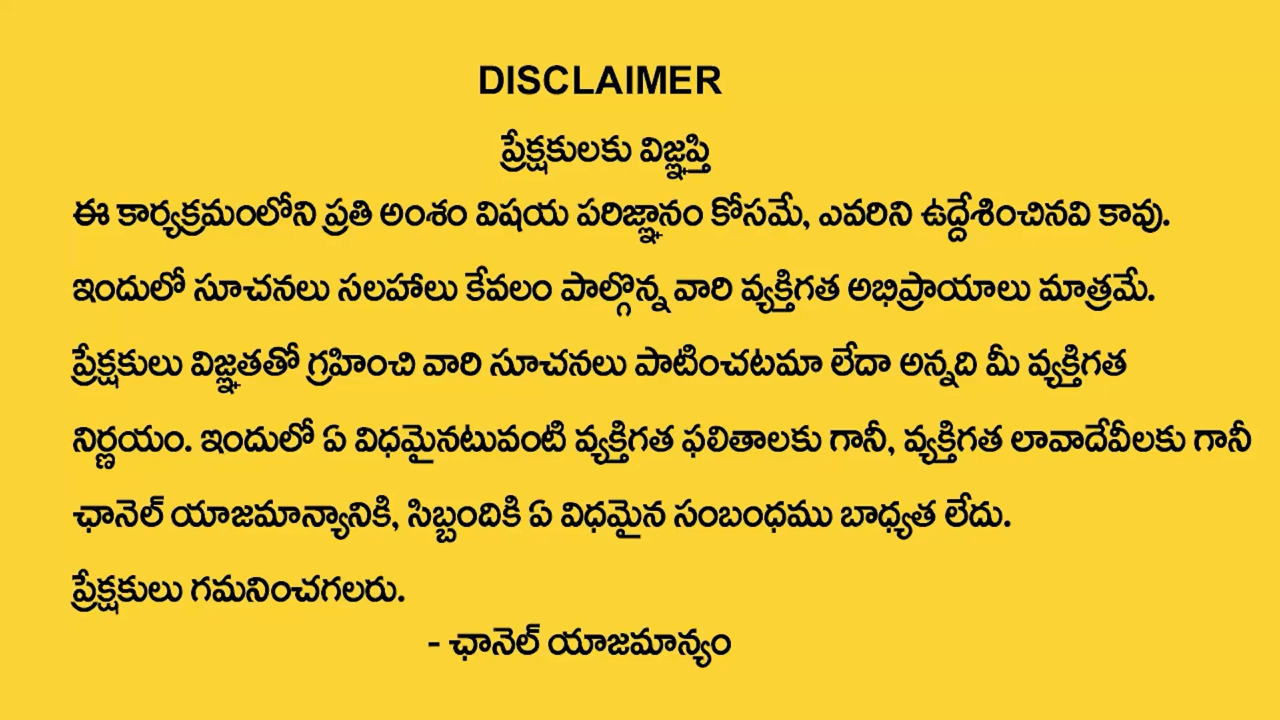 DISCLAIMER
ప్రేక్షకులకు విజ్ఞప్తి
ఈ కార్యక్రమంలోని ప్రతి అంశం విషయ పరిజ్ఞానం కోసమే, ఎవరిని ఉద్దేశించినవి కావు.
ఇందులో సూచనలు సలహాలు కేవలం పాల్గొన్న వారి వ్యక్తిగత అభిప్రాయాలు మాత్రమే.
ప్రేక్షకులు విజ్ఞతతో గ్రహించి వారి సూచనలు పాటించటమా లేదా అన్నది మీ వ్యక్తిగత
నిర్ణయం. ఇందులో ఏ విధమైనటువంటి వ్యక్తిగత ఫలితాలకు గానీ, వ్యక్తిగత లావాదేవీలకు గానీ
ఛానెల్ యాజమాన్యానికి, సిబ్బందికి ఏ విధమైన సంబంధము బాధ్యత లేదు.
ప్రేక్షకులు గమనించగలరు.
- ఛానెల్ యాజమాన్యం